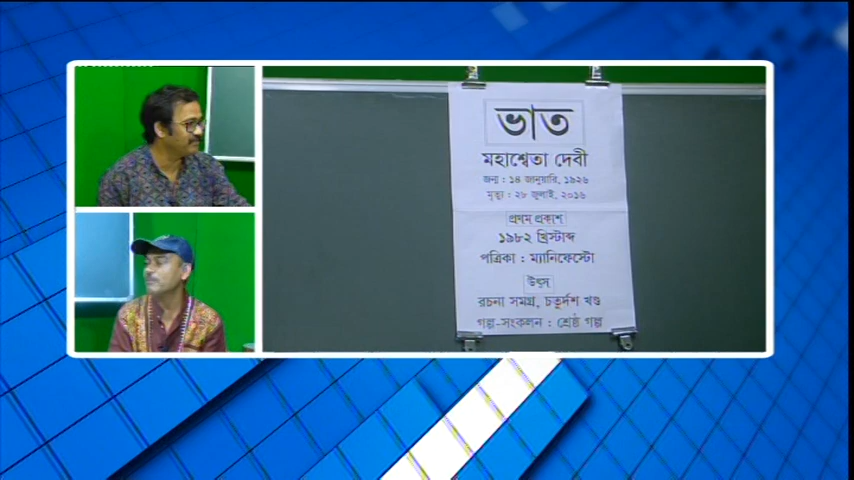 ভাত
মহাশ্বেতা দেবী
জন্ম : ১৪ জানুয়ারি, ১৯২৬
মৃত্যু : ২৮ জুলাই, ২০১৬
প্রথম প্রকাশ
১৯৮২ খ্রিস্টাব্দ
পত্রিকা : ম্যানিফেস্টো
উৎস
রচনা সমগ্র, চতুর্দশ খণ্ড
গল্প-সংকলন : শ্রেষ্ঠ গল্প